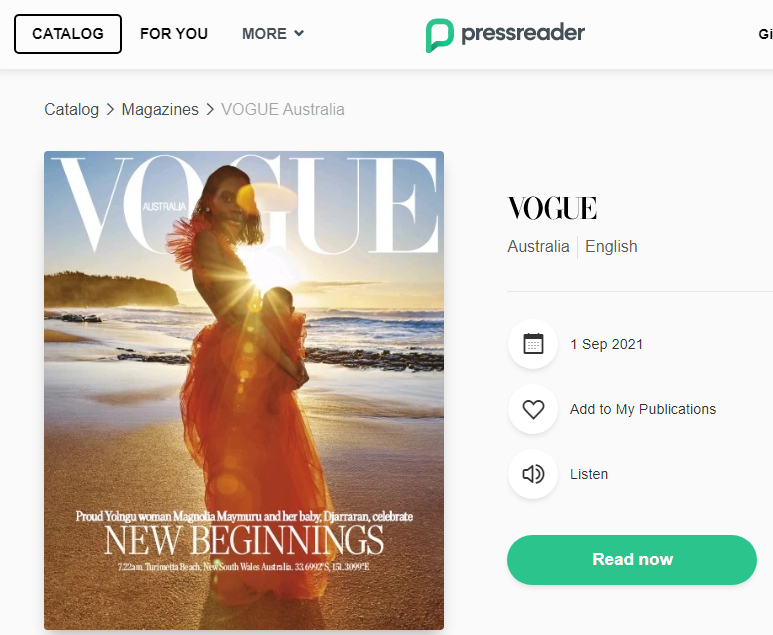 CATALOG FOR YOU MORE pressreader Gi
Catalog > Magazines > VOGUE Australia
VOGUE
AUSTRALIA
Proud Yolngu woman Magnolia Maymuru and her baby, Djarraran, celebrate
NEW BEGINNINGS
7.22am, Turimetta Beach, New South Wales Australia. 33.6992°S, 151.3099°E
VOGUE
Australia | English
1 Sep 2021
Add to My Publications
Listen
Read now